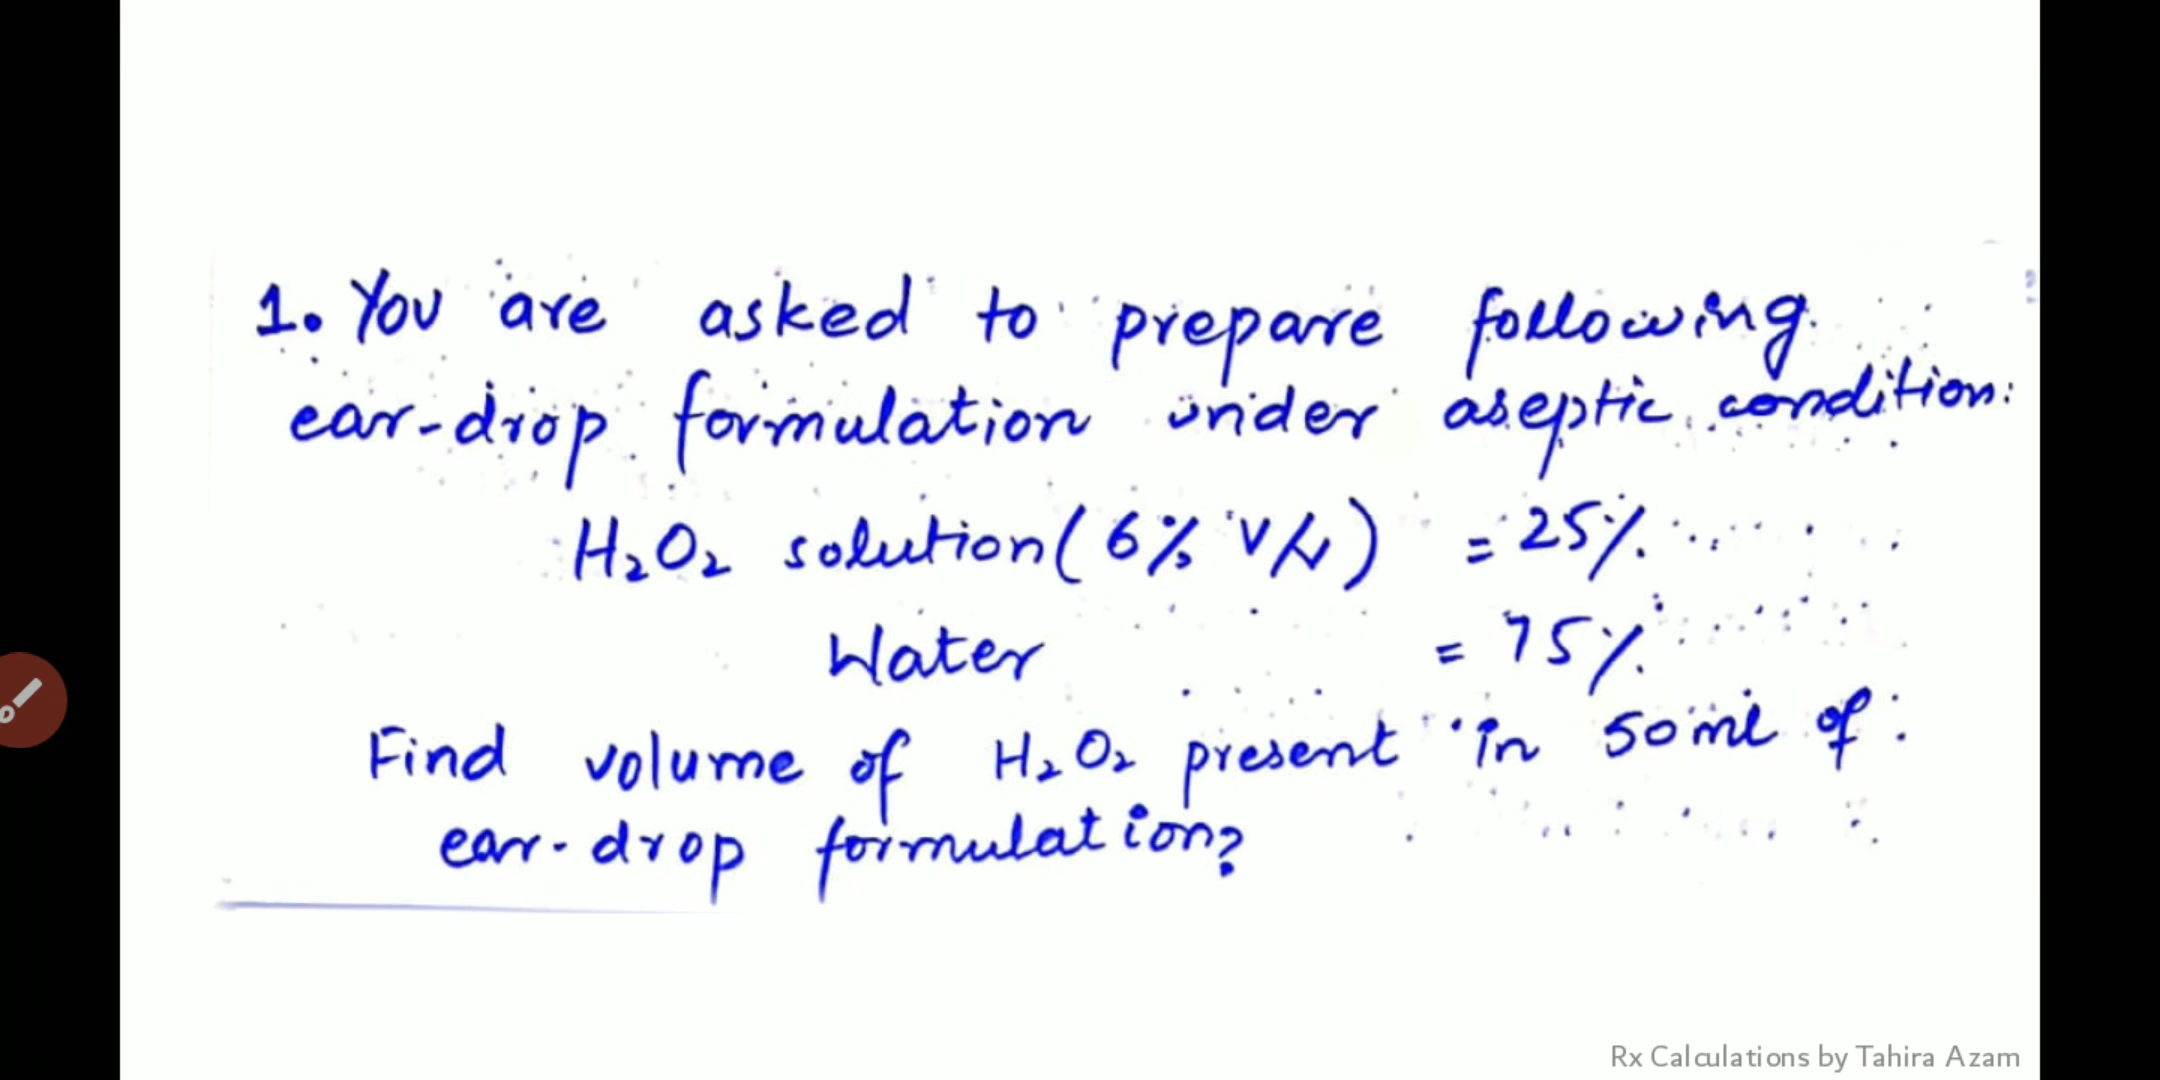 1. You are asked to prepare following
ear-drop formulation under aseptic condition:
H₂O₂ solution (6% V/V) = 25%
Water = 75%
Find volume of H₂O₂ present in 50ml of
ear-drop formulation?
Rx Calculations by Tahira Azam